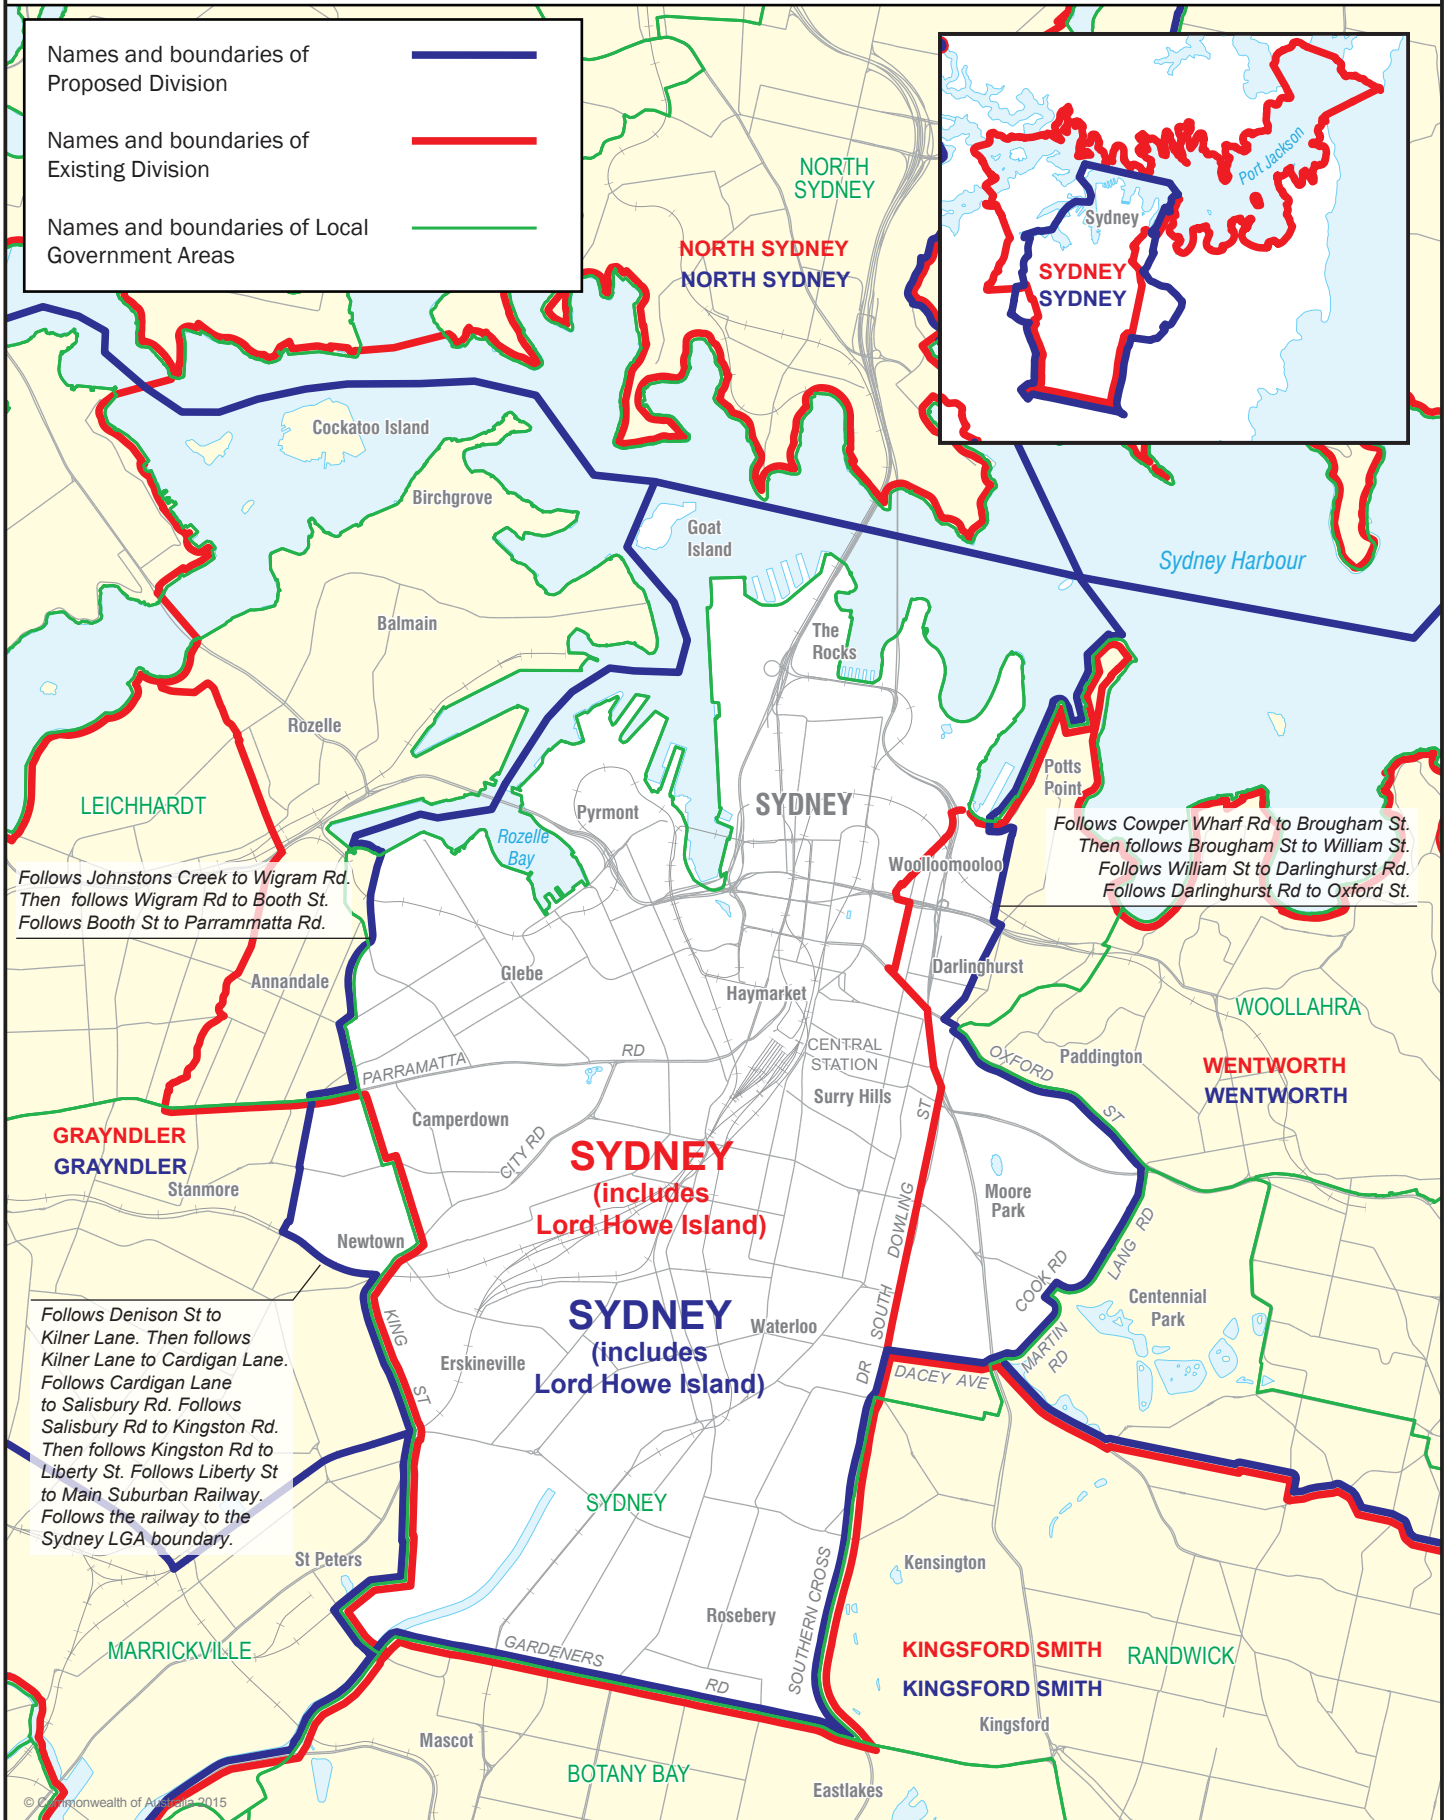 Names and boundaries of
Proposed Division
Names and boundaries of
Existing Division
Names and boundaries of Local
Government Areas
Port Jackson
Sydney
SYDNEY
SYDNEY
NORTH
SYDNEY
NORTH SYDNEY
NORTH SYDNEY
Cockatoo Island
Birchgrove
Goat
Island
Sydney Harbour
Balmain
The
Rocks
Rozelle
Potts
Point
LEICHHARDT
Pyrmont
SYDNEY
Rozelle
Bay
Woolloomooloo
Follows Cowper Wharf Rd to Brougham St.
Then follows Brougham St to William St.
Follows William St to Darlinghurst Rd.
Follows Darlinghurst Rd to Oxford St.
Follows Johnstons Creek to Wigram Rd.
Then follows Wigram Rd to Booth St.
Follows Booth St to Parrammatta Rd.
Annandale
Glebe
Haymarket
Darlinghurst
WOOLLAHRA
PARRAMATTA
RD
CENTRAL
STATION
OXFORD
ST
Paddington
WENTWORTH
WENTWORTH
Surry Hills
Camperdown
CITY RD
ST
GRAYNDLER
GRAYNDLER
Stanmore
SYDNEY
(includes
Lord Howe Island)
Moore
Park
DOWLING
LANG RD
Newtown
COOK RD
Centennial
Park
SYDNEY
(includes
Lord Howe Island)
Waterloo
SOUTH
KING
ST
Erskineville
MARTIN
RD
DR
DACEY AVE
Follows Denison St to
Kilner Lane. Then follows
Kilner Lane to Cardigan Lane.
Follows Cardigan Lane
to Salisbury Rd. Follows
Salisbury Rd to Kingston Rd.
Then follows Kingston Rd to
Liberty St. Follows Liberty St
to Main Suburban Railway.
Follows the railway to the
Sydney LGA boundary.
SYDNEY
St Peters
Kensington
Rosebery
SOUTHERN CROSS
MARRICKVILLE
GARDENERS
RD
KINGSFORD SMITH
KINGSFORD SMITH
RANDWICK
Kingsford
Mascot
BOTANY BAY
Eastlakes
© Commonwealth of Australia 2015